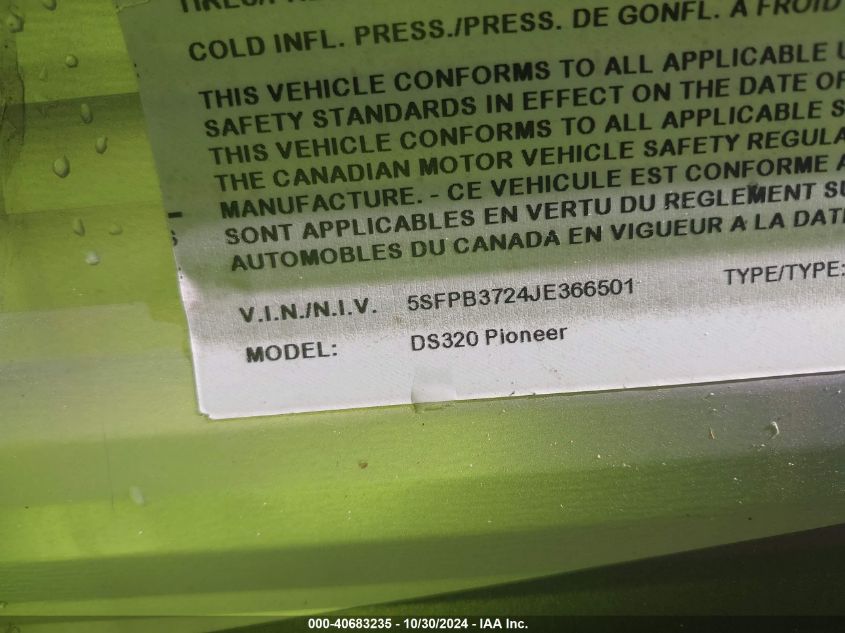 COLD INFL. PRESS./PRESS. DE GONFL. A FROID
THIS VEHICLE CONFORMS TO ALL APPLICABLE
SAFETY STANDARDS IN EFFECT ON THE DATE OF
THIS VEHICLE CONFORMS TO ALL APPLICABLE S
THE CANADIAN MOTOR VEHICLE SAFETY REGULA
MANUFACTURE. - CE VEHICULE EST CONFORME A
SONT APPLICABLES EN VERTU DU REGLEMENT SU
AUTOMOBILES DU CANADA EN VIGUEUR A LA DAT
V.I.N./N.I.V. 5SFPB3724JE366501 TYPE/TYPE:
MODEL: DS320 Pioneer
000-40683235 - 10/30/2024 - IAA Inc.